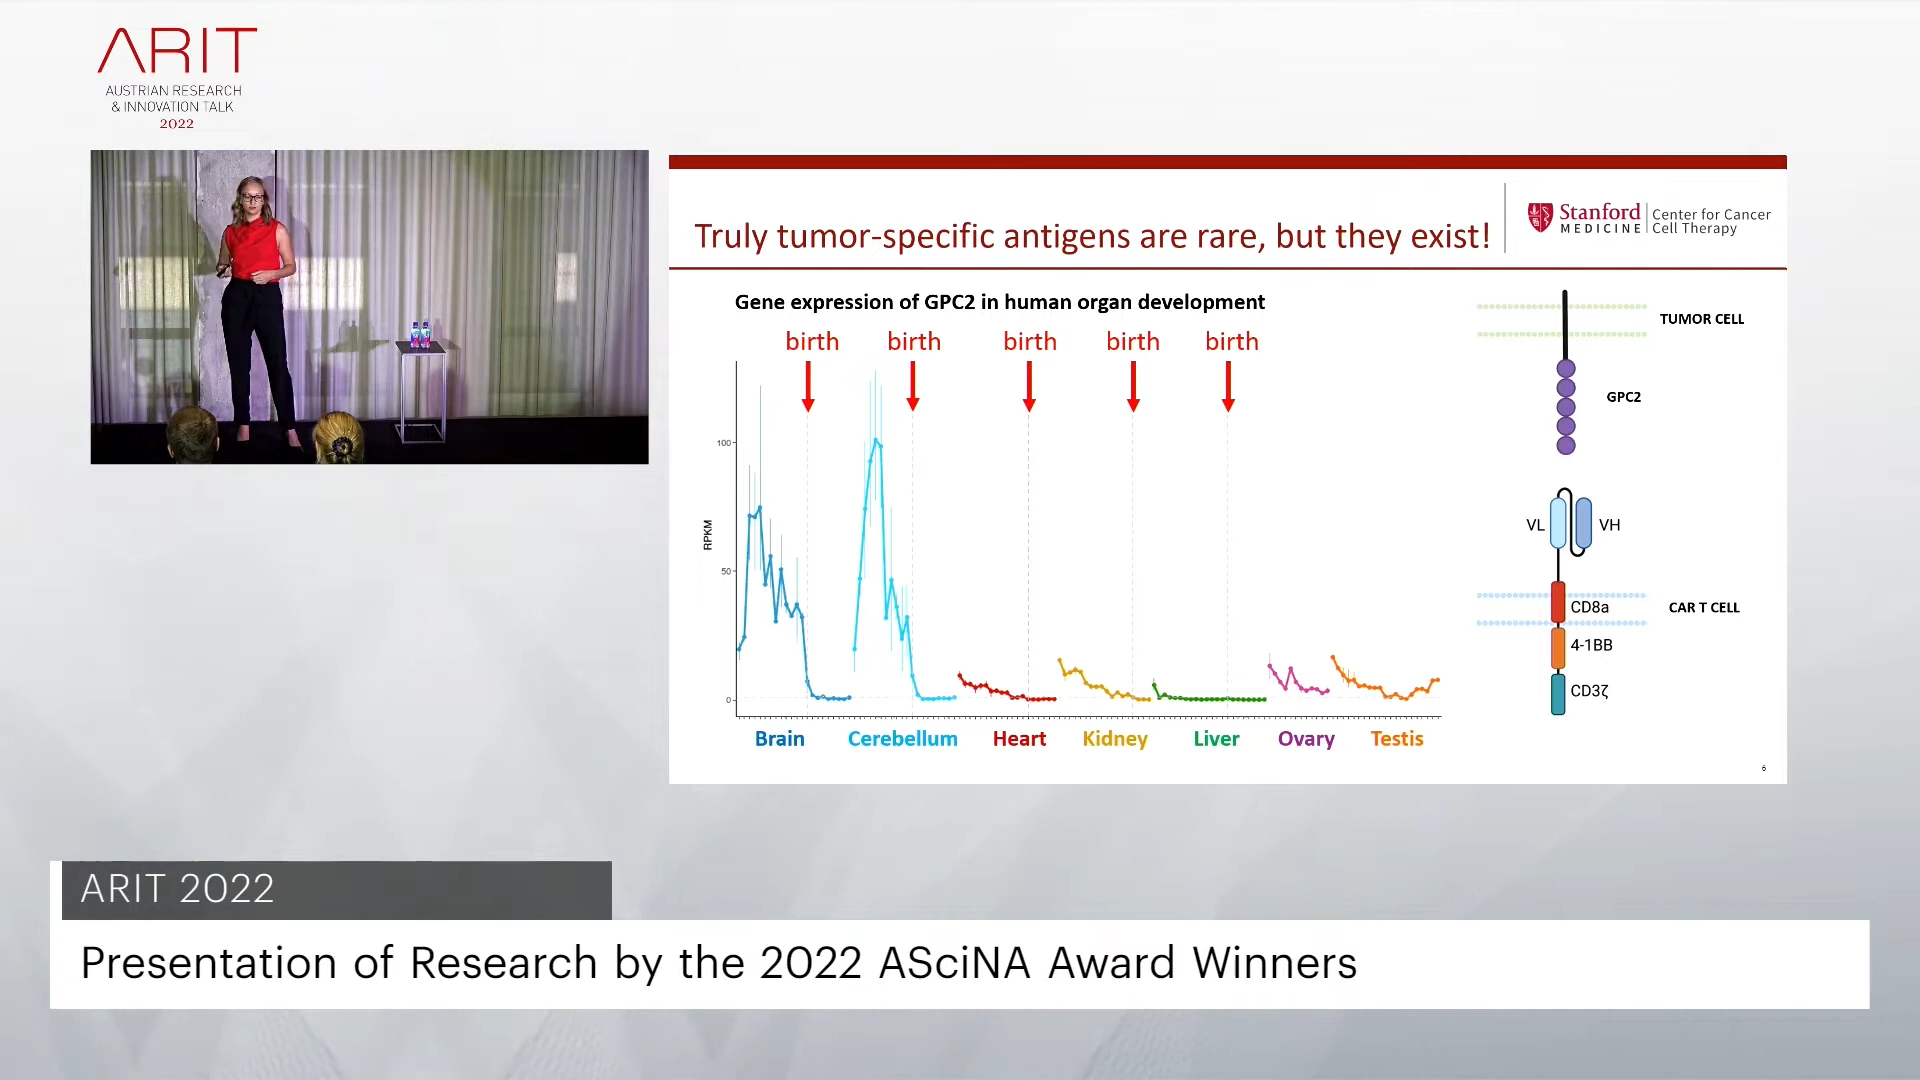 ARIT
AUSTRIAN RESEARCH
& INNOVATION TALK
2022
Truly tumor-specific antigens are rare, but they exist!
Stanford
MEDICINE
Center for Cancer
Cell Therapy
Gene expression of GPC2 in human organ development
birth birth birth birth birth
100
50
0
RPKM
Brain Cerebellum Heart Kidney Liver Ovary Testis
TUMOR CELL
GPC2
VL VH
CD8a
CAR T CELL
4-1BB
CD3ζ
6
ARIT 2022
Presentation of Research by the 2022 ASciNA Award Winners